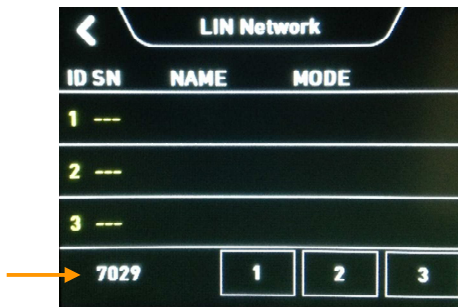 LIN Network
ID SN NAME MODE
1 ---
2 ---
3 ---
7029 1 2 3